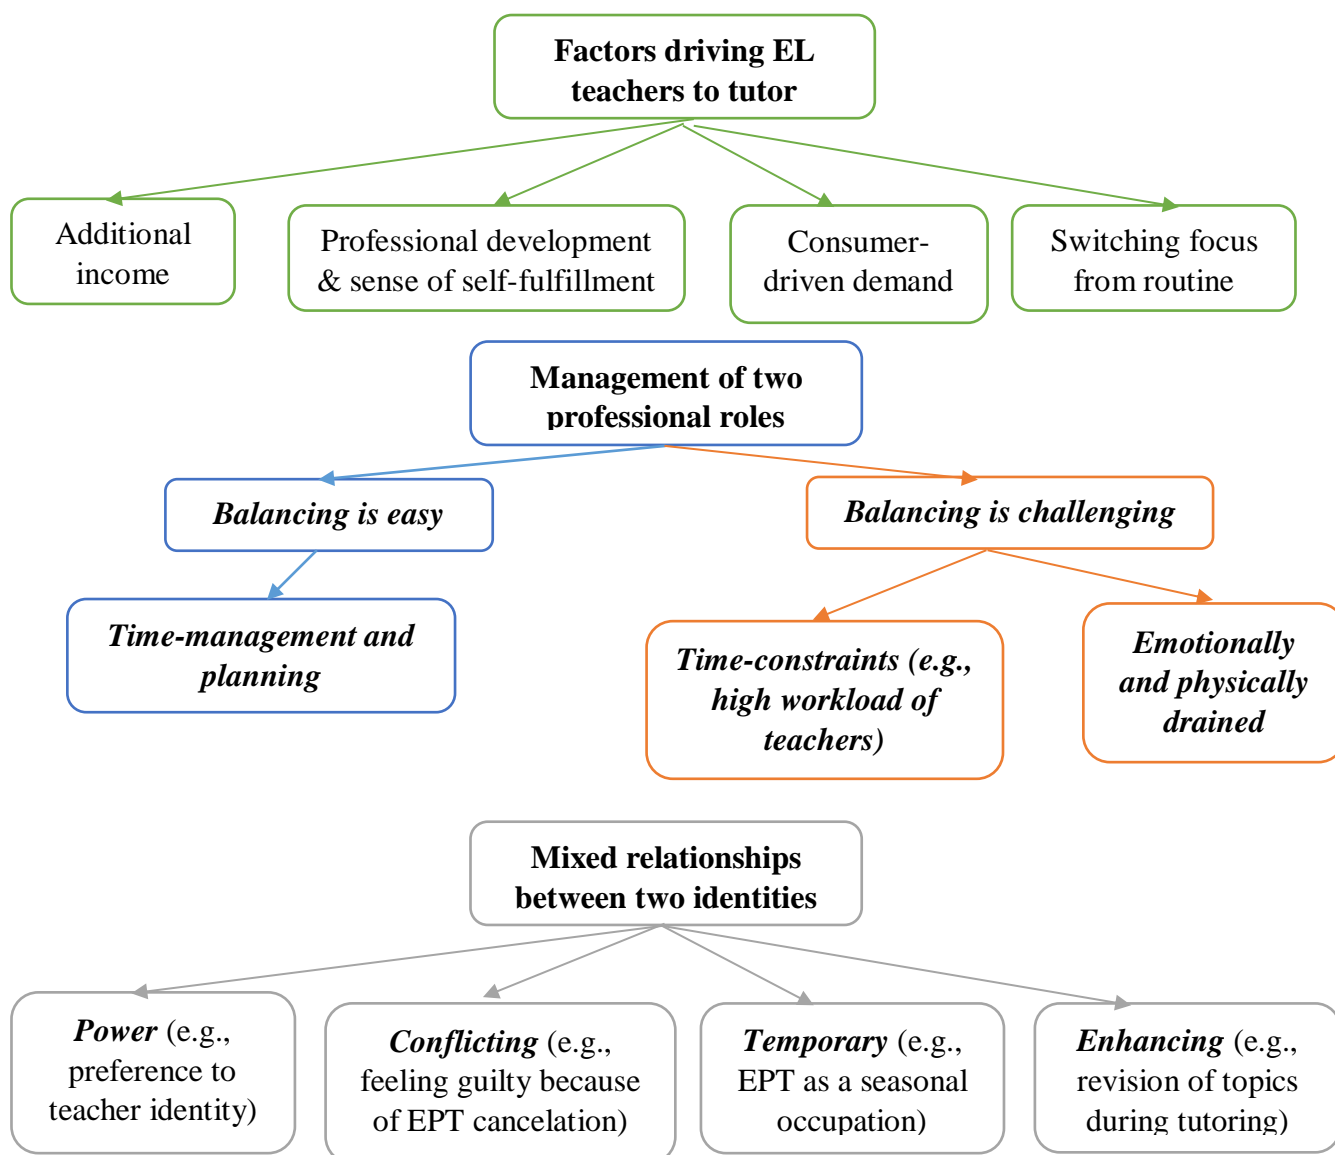 Factors driving EL
teachers to tutor
Additional
income
Professional development
& sense of self-fulfillment
Consumer-
driven demand
Switching focus
from routine
Management of two
professional roles
Balancing is easy
Balancing is challenging
Time-management and
planning
Time-constraints (e.g.,
high workload of
teachers)
Emotionally
and physically
drained
Mixed relationships
between two identities
Power (e.g.,
preference to
teacher identity)
Conflicting (e.g.,
feeling guilty because
of EPT cancelation)
Temporary (e.g.,
EPT as a seasonal
occupation)
Enhancing (e.g.,
revision of topics
during tutoring)